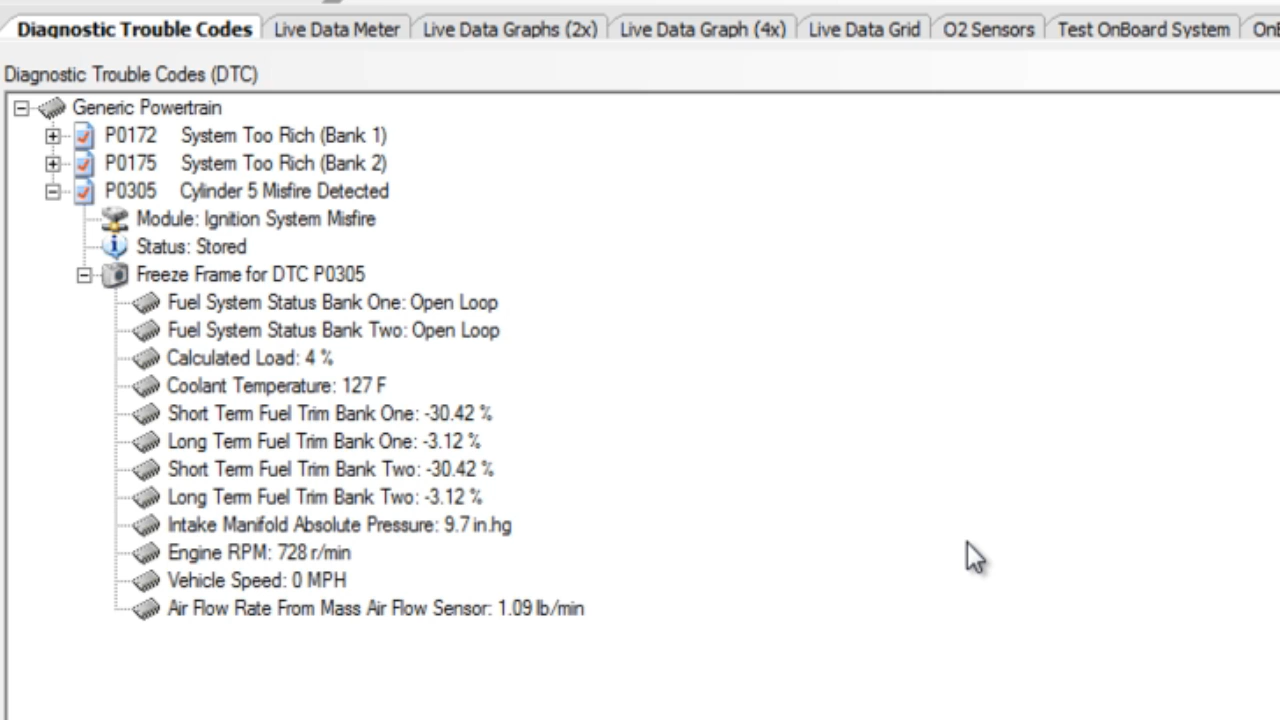 Diagnostic Trouble Codes Live Data Meter Live Data Graphs (2x) Live Data Graph (4x) Live Data Grid O2 Sensors Test OnBoard System
Diagnostic Trouble Codes (DTC)
Generic Powertrain
P0172 System Too Rich (Bank 1)
P0175 System Too Rich (Bank 2)
P0305 Cylinder 5 Misfire Detected
Module: Ignition System Misfire
Status: Stored
Freeze Frame for DTC P0305
Fuel System Status Bank One: Open Loop
Fuel System Status Bank Two: Open Loop
Calculated Load: 4 %
Coolant Temperature: 127 F
Short Term Fuel Trim Bank One: -30.42 %
Long Term Fuel Trim Bank One: -3.12 %
Short Term Fuel Trim Bank Two: -30.42 %
Long Term Fuel Trim Bank Two: -3.12 %
Intake Manifold Absolute Pressure: 9.7 in.hg
Engine RPM: 728 r/min
Vehicle Speed: 0 MPH
Air Flow Rate From Mass Air Flow Sensor: 1.09 lb/min